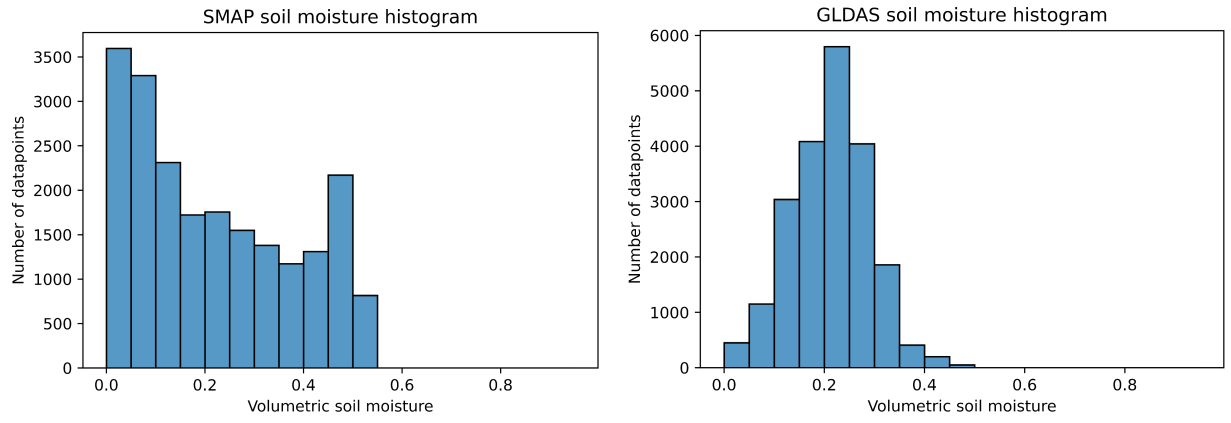 SMAP soil moisture histogram
Number of datapoints
3500
3000
2500
2000
1500
1000
500
0
0.0 0.2 0.4 0.6 0.8
Volumetric soil moisture
GLDAS soil moisture histogram
Number of datapoints
6000
5000
4000
3000
2000
1000
0
0.0 0.2 0.4 0.6 0.8
Volumetric soil moisture